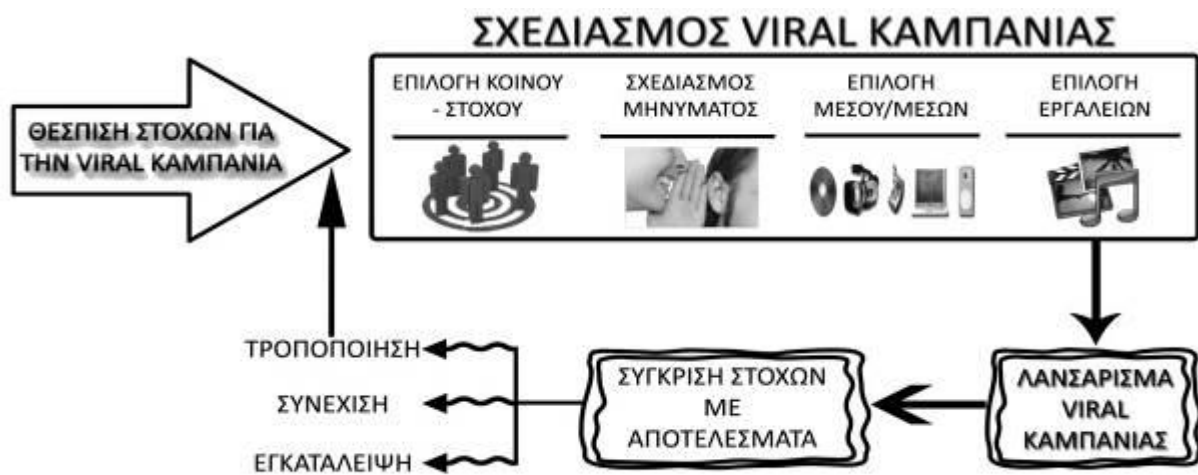 ΣΧΕΔΙΑΣΜΟΣ VIRAL ΚΑΜΠΑΝΙΑΣ
ΘΕΣΠΙΣΗ ΣΤΟΧΩΝ ΓΙΑ
ΤΗΝ VIRAL ΚΑΜΠΑΝΙΑ
ΕΠΙΛΟΓΗ ΚΟΙΝΟΥ
- ΣΤΟΧΟΥ
ΣΧΕΔΙΑΣΜΟΣ
ΜΗΝΥΜΑΤΟΣ
ΕΠΙΛΟΓΗ
ΜΕΣΟΥ/ΜΕΣΩΝ
ΕΠΙΛΟΓΗ
ΕΡΓΑΛΕΙΩΝ
ΛΑΝΣΑΡΙΣΜΑ
VIRAL
ΚΑΜΠΑΝΙΑΣ
ΣΥΓΚΡΙΣΗ ΣΤΟΧΩΝ
ΜΕ
ΑΠΟΤΕΛΕΣΜΑΤΑ
ΤΡΟΠΟΠΟΙΗΣΗ
ΣΥΝΕΧΙΣΗ
ΕΓΚΑΤΑΛΕΙΨΗ